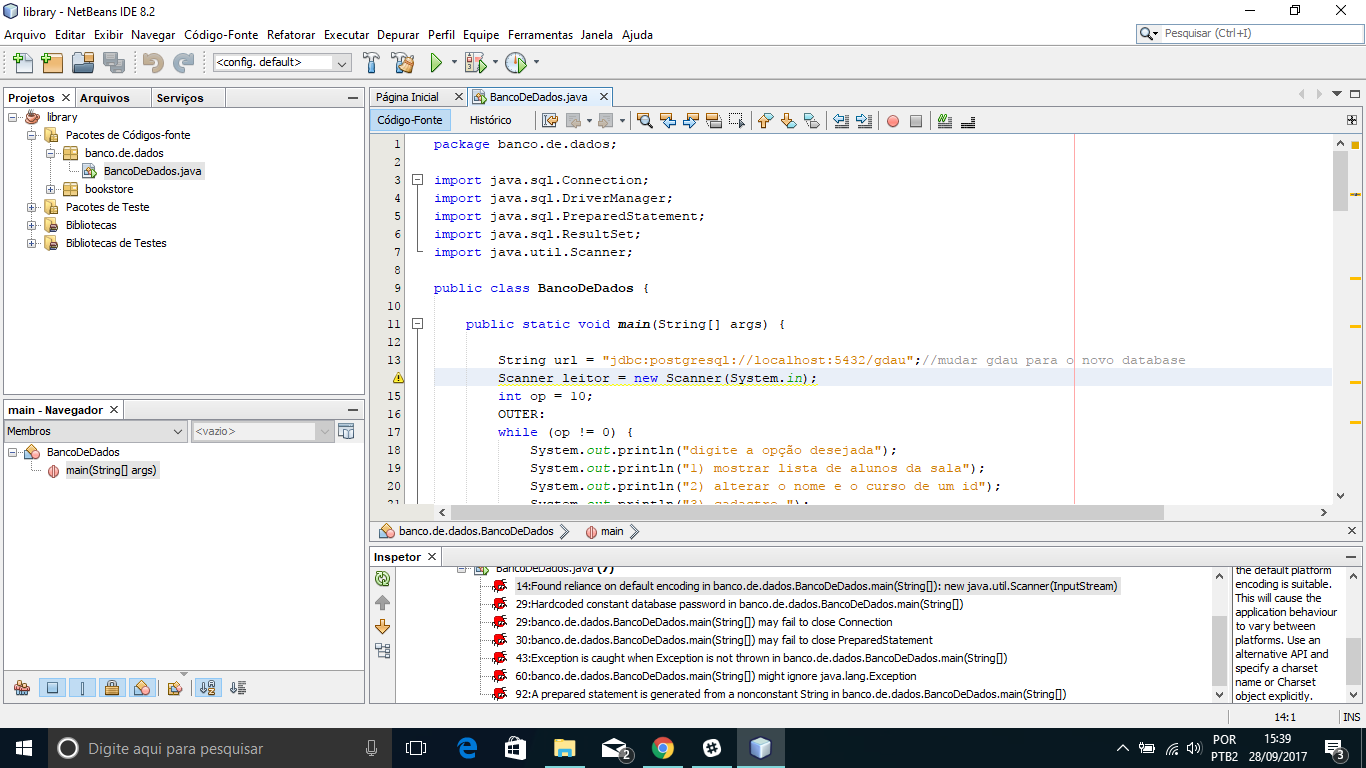 library - NetBeans IDE 8.2
Arquivo Editar Exibir Navegar Código-Fonte Refatorar Executar Depurar Perfil Equipe Ferramentas Janela Ajuda
Pesquisar (Ctrl+I)
<config. default>
Projetos Arquivos Serviços
library
Pacotes de Códigos-fonte
banco.de.dados
BancoDeDados.java
bookstore
Pacotes de Teste
Bibliotecas
Bibliotecas de Testes
main - Navegador
Membros <vazio>
BancoDeDados
main(String[] args)
Página Inicial BancoDeDados.java
Código-Fonte Histórico
1 package banco.de.dados;
2
3 import java.sql.Connection;
4 import java.sql.DriverManager;
5 import java.sql.PreparedStatement;
6 import java.sql.ResultSet;
7 import java.util.Scanner;
8
9 public class BancoDeDados {
10
11 public static void main(String[] args) {
12
13 String url = "jdbc:postgresql://localhost:5432/gdau";//mudar gdau para o novo database
Scanner leitor = new Scanner(System.in);
15 int op = 10;
16 OUTER:
17 while (op != 0) {
18 System.out.println("digite a opção desejada");
19 System.out.println("1) mostrar lista de alunos da sala");
20 System.out.println("2) alterar o nome e o curso de um id");
21 System.out.println("3) cadastro ");
banco.de.dados.BancoDeDados main
Inspetor
BancoDeDados.java (7)
14:Found reliance on default encoding in banco.de.dados.BancoDeDados.main(String[]): new java.util.Scanner(InputStream)
29:Hardcoded constant database password in banco.de.dados.BancoDeDados.main(String[])
29:banco.de.dados.BancoDeDados.main(String[]) may fail to close Connection
30:banco.de.dados.BancoDeDados.main(String[]) may fail to close PreparedStatement
43:Exception is caught when Exception is not thrown in banco.de.dados.BancoDeDados.main(String[])
60:banco.de.dados.BancoDeDados.main(String[]) might ignore java.lang.Exception
92:A prepared statement is generated from a nonconstant String in banco.de.dados.BancoDeDados.main(String[])
the default platform
encoding is suitable.
This will cause the
application behaviour
to vary between
platforms. Use an
alternative API and
specify a charset
name or Charset
object explicitly.
14:1 INS
Digite aqui para pesquisar
2
POR
PTB2
15:39
28/09/2017
3